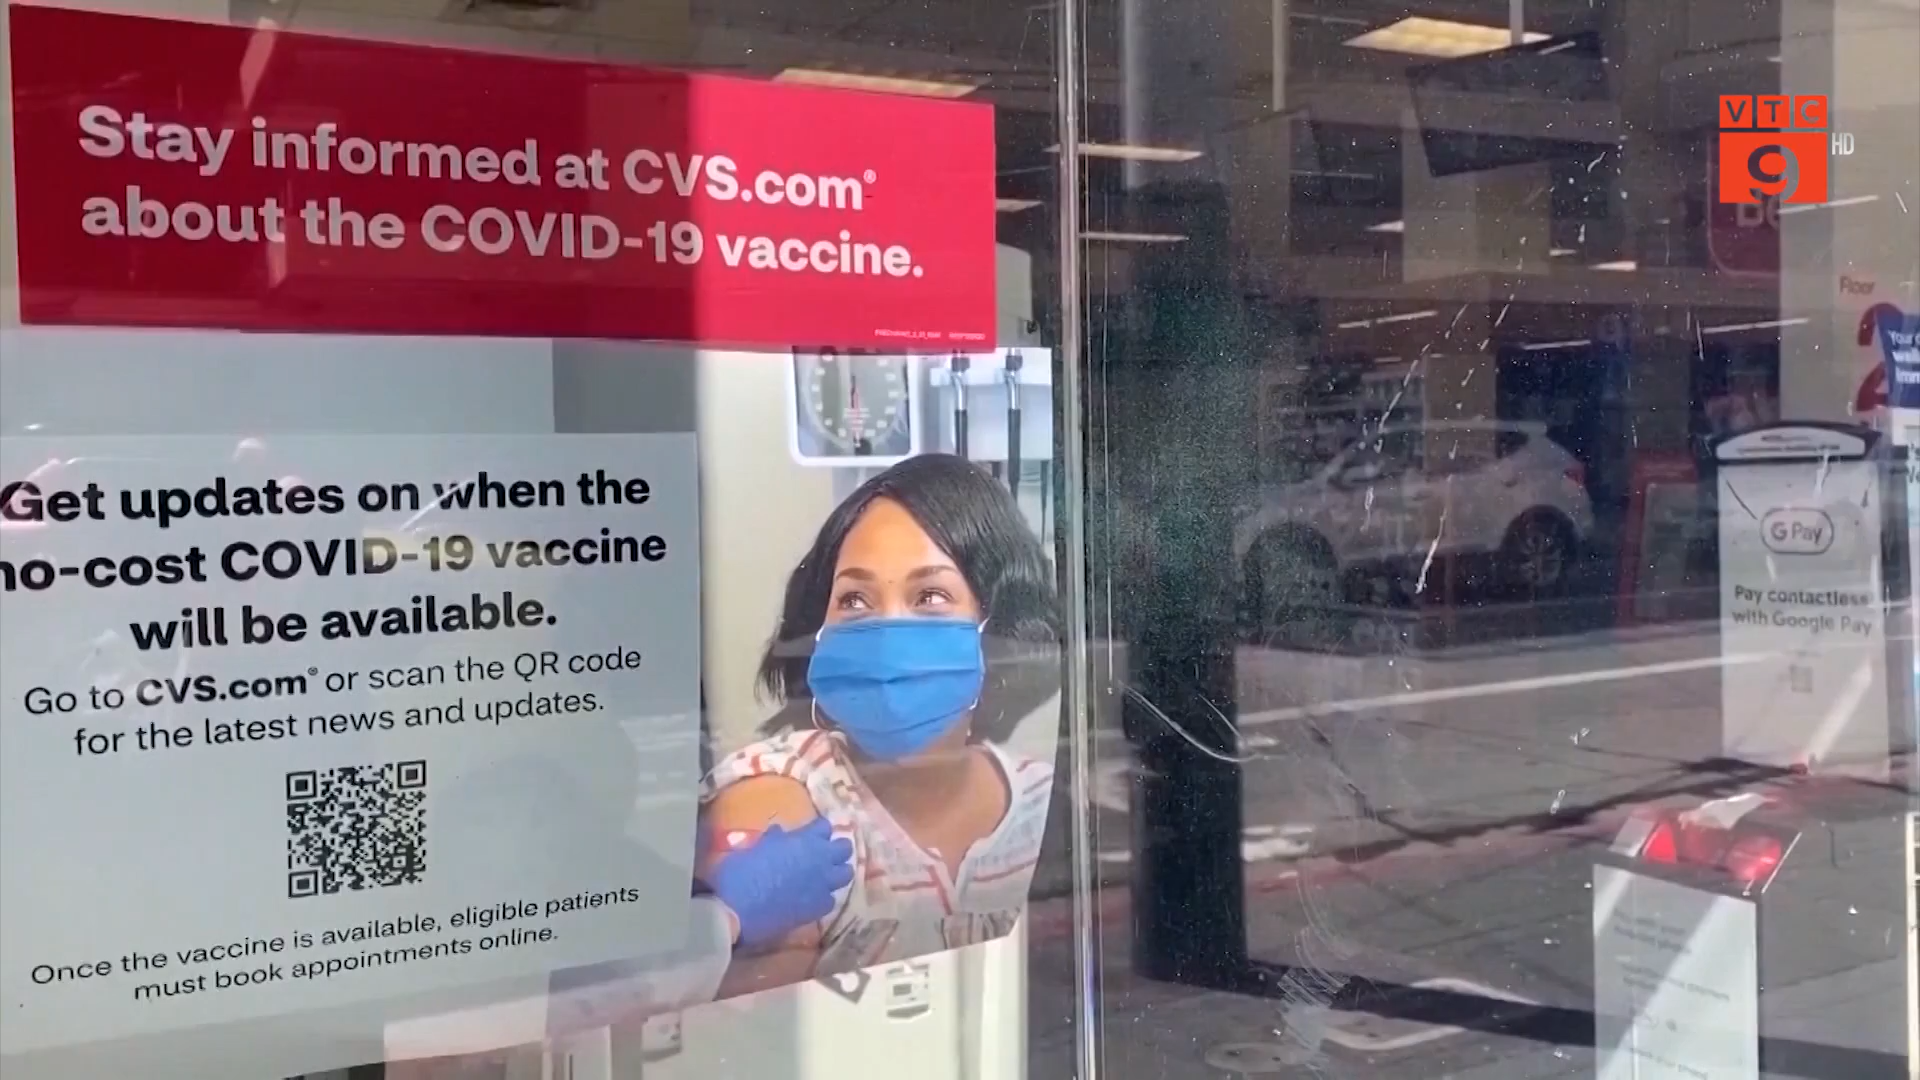 Stay informed at CVS.com®
about the COVID-19 vaccine.
Get updates on when the
no-cost COVID-19 vaccine
will be available.
Go to CVS.com® or scan the QR code
for the latest news and updates.
Once the vaccine is available, eligible patients
must book appointments online.
VTC
9
HD
Floor
2
G Pay
Pay contactless
with Google Pay